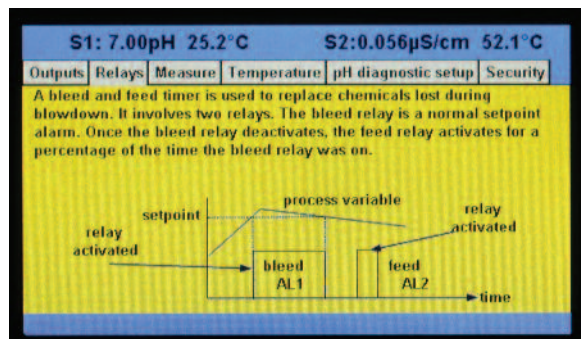 S1: 7.00pH 25.2°C S2:0.056µS/cm 52.1°C
Outputs Relays Measure Temperature pH diagnostic setup Security
A bleed and feed timer is used to replace chemicals lost during
blowdown. It involves two relays. The bleed relay is a normal setpoint
alarm. Once the bleed relay deactivates, the feed relay activates for a
percentage of the time the bleed relay was on.
process variable
setpoint
relay
activated
relay
activated
bleed
AL1
feed
AL2
time